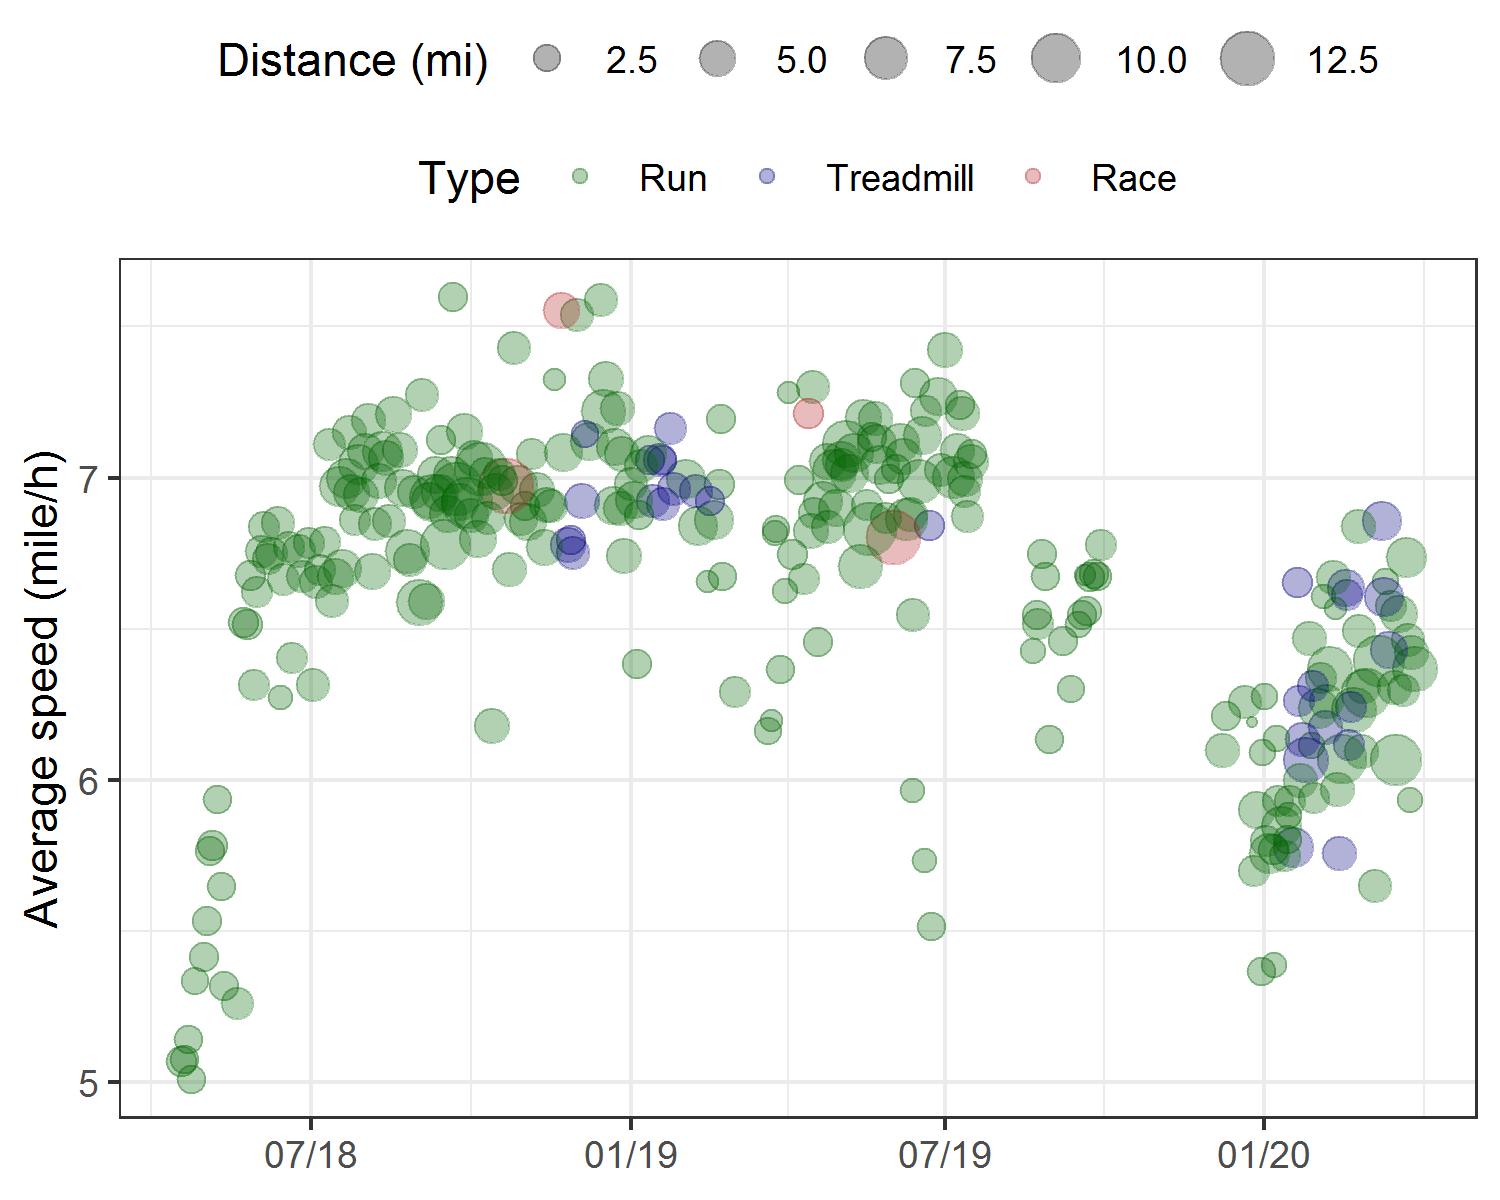 Distance (mi) 2.5 5.0 7.5 10.0 12.5
Type Run Treadmill Race
Average speed (mile/h)
7
6
5
07/18 01/19 07/19 01/20